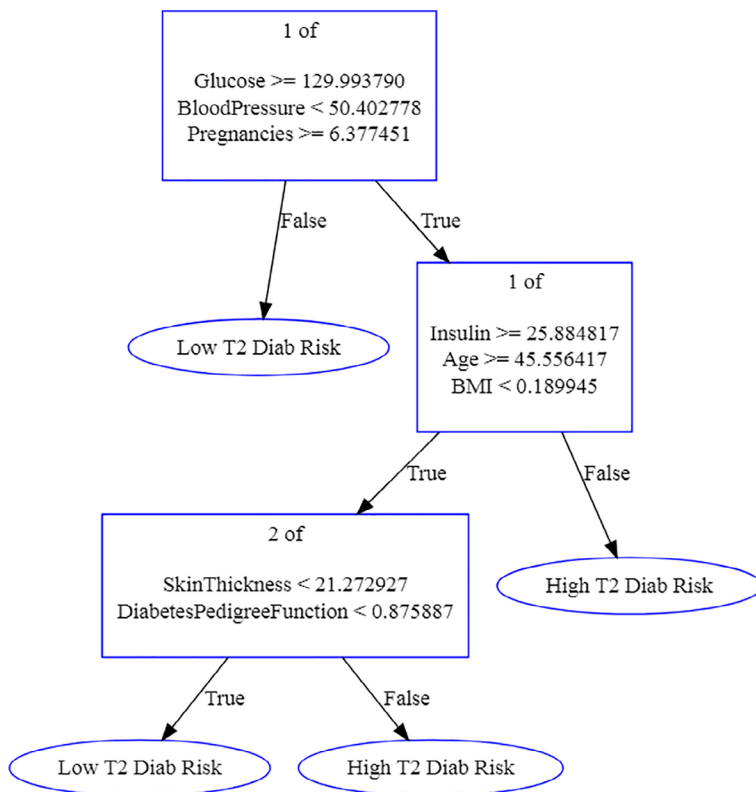 1 of
Glucose >= 129.993790
BloodPressure < 50.402778
Pregnancies >= 6.377451
False
True
1 of
Insulin >= 25.884817
Age >= 45.556417
BMI < 0.189945
Low T2 Diab Risk
True
False
2 of
SkinThickness < 21.272927
DiabetesPedigreeFunction < 0.875887
High T2 Diab Risk
True
False
Low T2 Diab Risk
High T2 Diab Risk